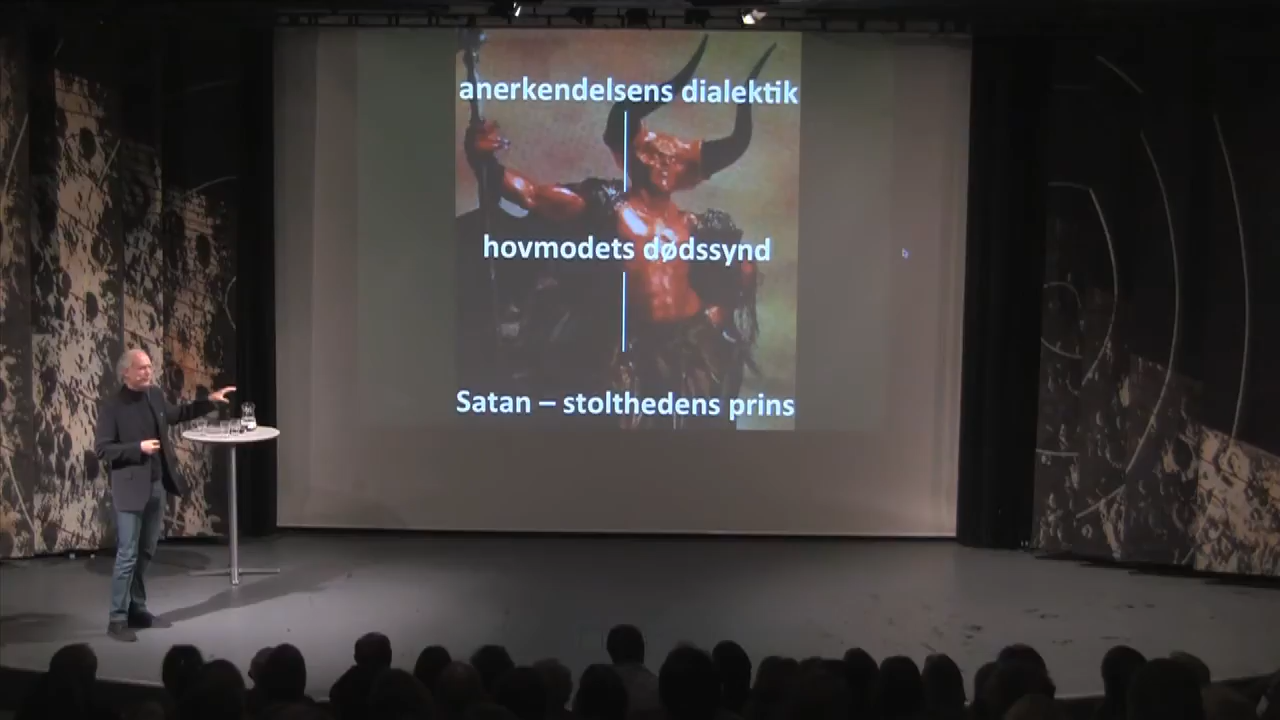 anerkendelsens dialektik
hovmodets dødssynd
Satan – stolthedens prins